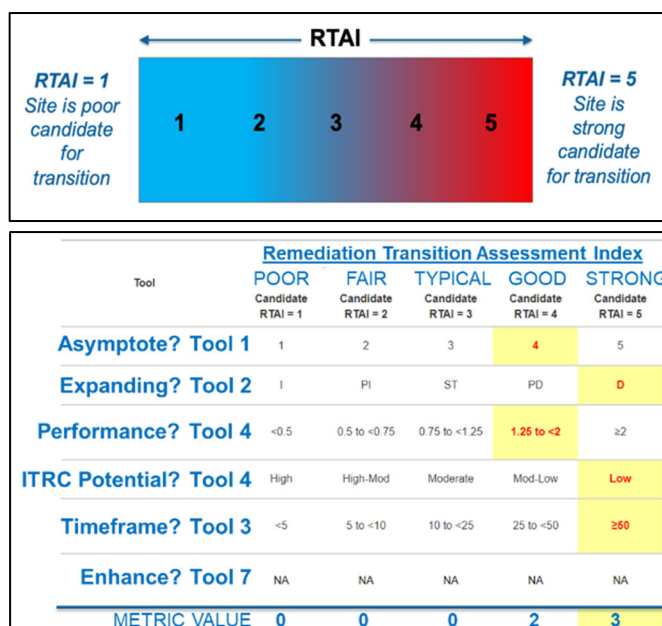 RTAI
RTAI = 1
Site is poor
candidate
for
transition
1 2 3 4 5
RTAI = 5
Site is
strong
candidate
for transition
Remediation Transition Assessment Index
Tool POOR FAIR TYPICAL GOOD STRONG
Candidate Candidate Candidate Candidate Candidate
RTAI = 1 RTAI = 2 RTAI = 3 RTAI = 4 RTAI = 5
Asymptote? Tool 1 1 2 3 4 5
Expanding? Tool 2 I PI ST PD D
Performance? Tool 4 <0.5 0.5 to <0.75 0.75 to <1.25 1.25 to <2 ≥2
ITRC Potential? Tool 4 High High-Mod Moderate Mod-Low Low
Timeframe? Tool 3 <5 5 to <10 10 to <25 25 to <50 ≥50
Enhance? Tool 7 NA NA NA NA NA
METRIC VALUE 0 0 0 2 3